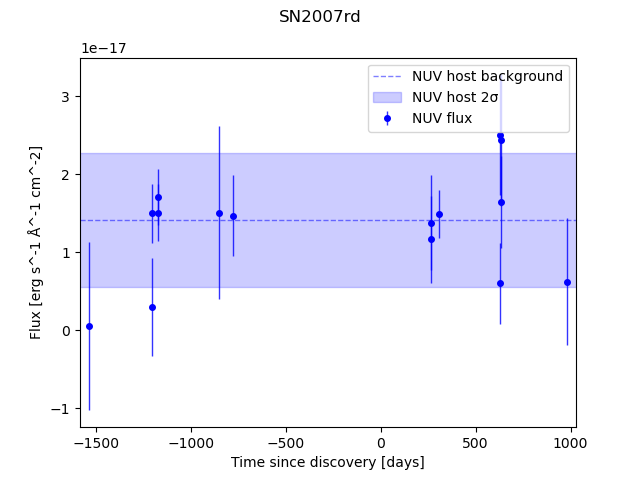 SN2007rd
1e−17
NUV host background
NUV host 2σ
NUV flux
Flux [erg s^-1 Å^-1 cm^-2]
3
2
1
0
−1
−1500
−1000
−500
0
500
1000
Time since discovery [days]